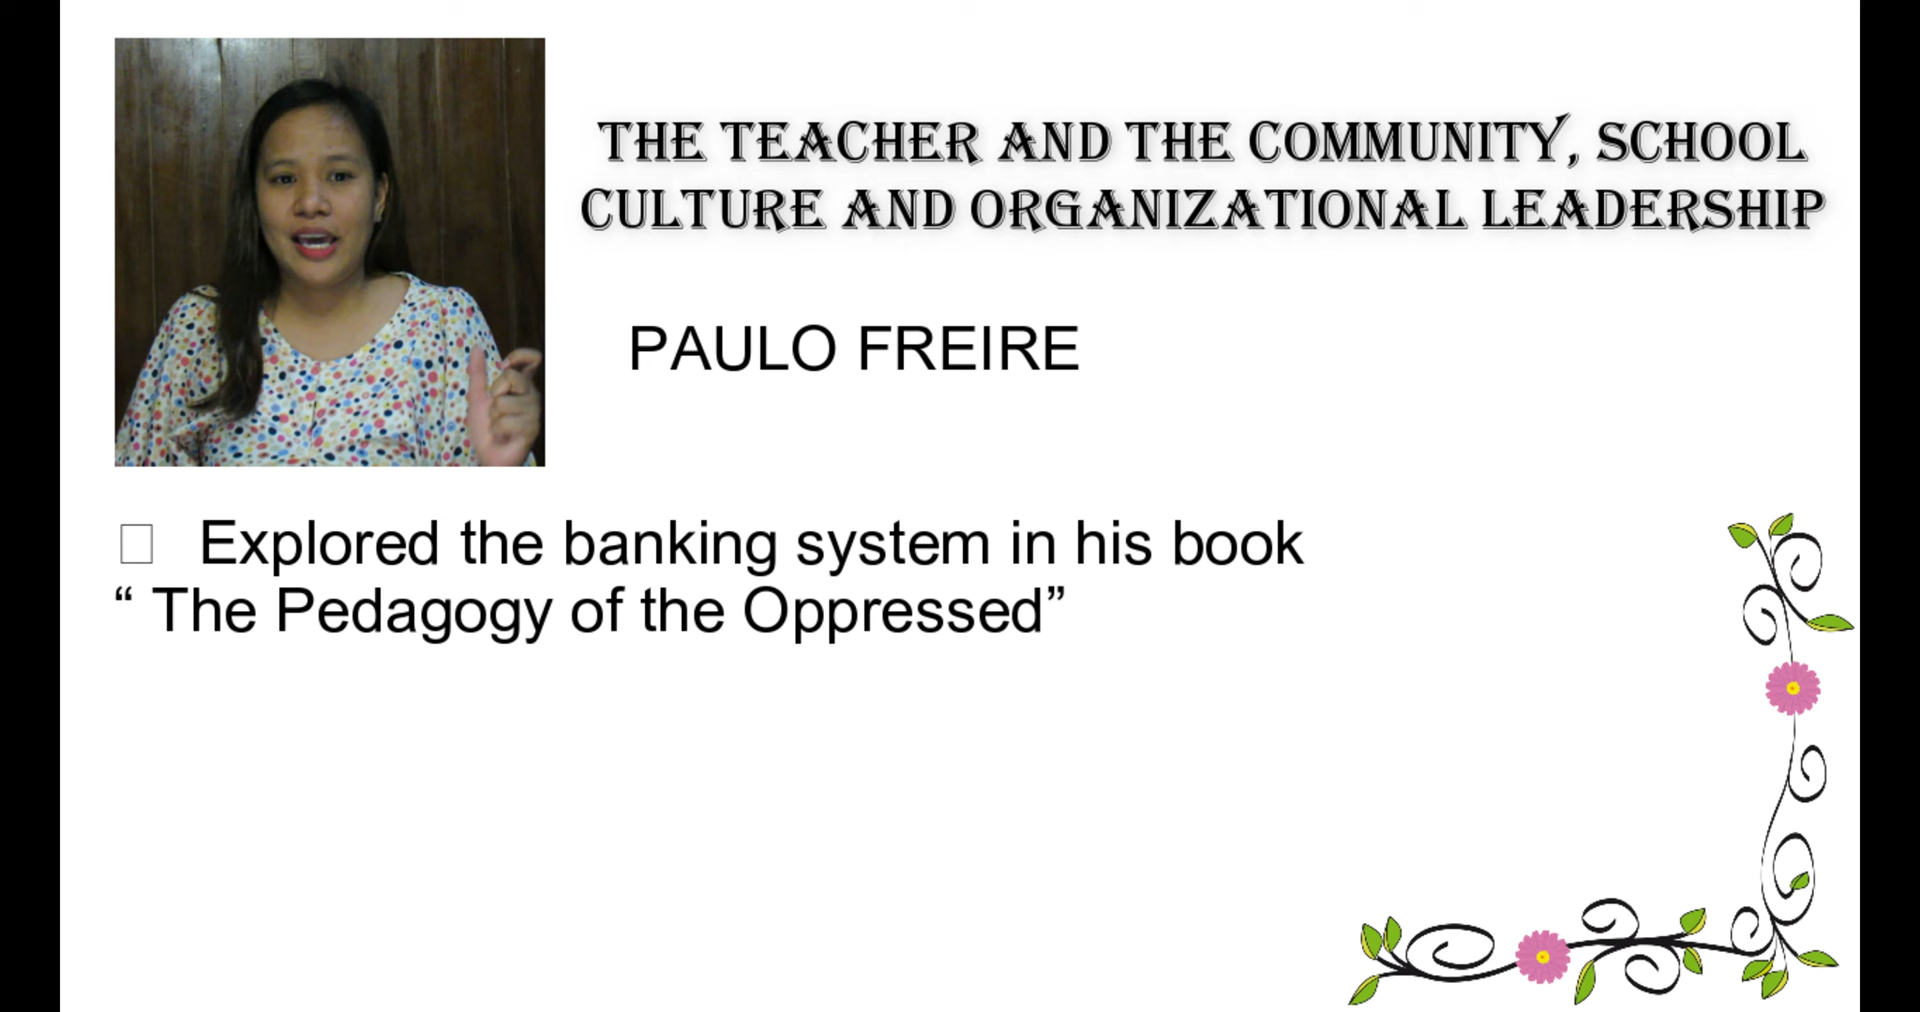 THE TEACHER AND THE COMMUNITY, SCHOOL
CULTURE AND ORGANIZATIONAL LEADERSHIP
PAULO FREIRE
Explored the banking system in his book
“ The Pedagogy of the Oppressed”